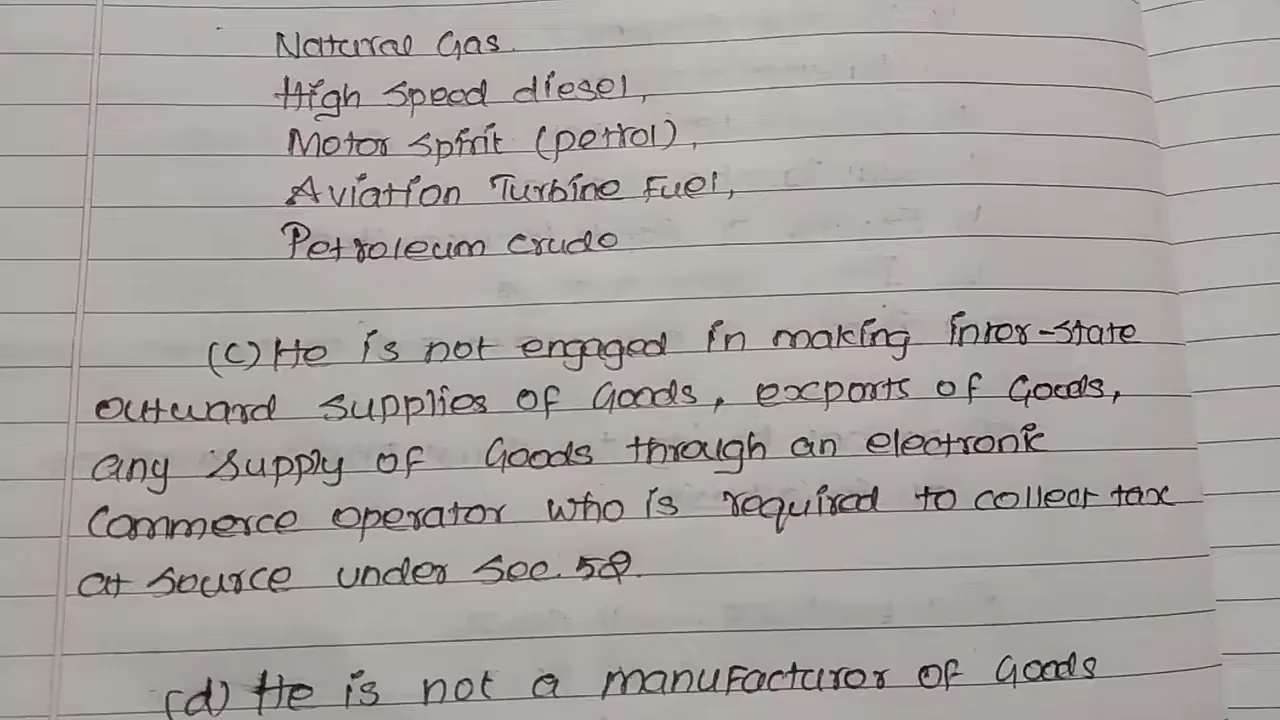 Natural Gas.
High speed diesel,
Motor spirit (petrol),
Aviation Turbine Fuel,
Petroleum crude
(c) He is not engaged in making inter-state
outward supplies of Goods, exports of Goods,
any supply of Goods through an electronic
Commerce operator who is required to collect tax
at source under Sec. 52.
(d) He is not a manufacturer of Goods